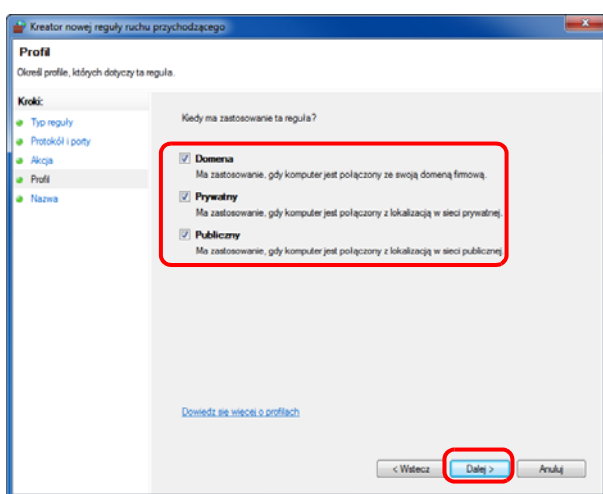 Kreator nowej reguły ruchu przychodzącego
Profil
Określ profile, których dotyczy ta reguła.
Kroki:
Typ reguły
Protokół i porty
Akcja
Profil
Nazwa
Kiedy ma zastosowanie ta reguła?
Domena
Ma zastosowanie, gdy komputer jest połączony ze swoją domeną firmową.
Prywatny
Ma zastosowanie, gdy komputer jest połączony z lokalizacją w sieci prywatnej.
Publiczny
Ma zastosowanie, gdy komputer jest połączony z lokalizacją w sieci publicznej.
Dowiedz się więcej o profilach
< Wstecz
Dalej >
Anuluj